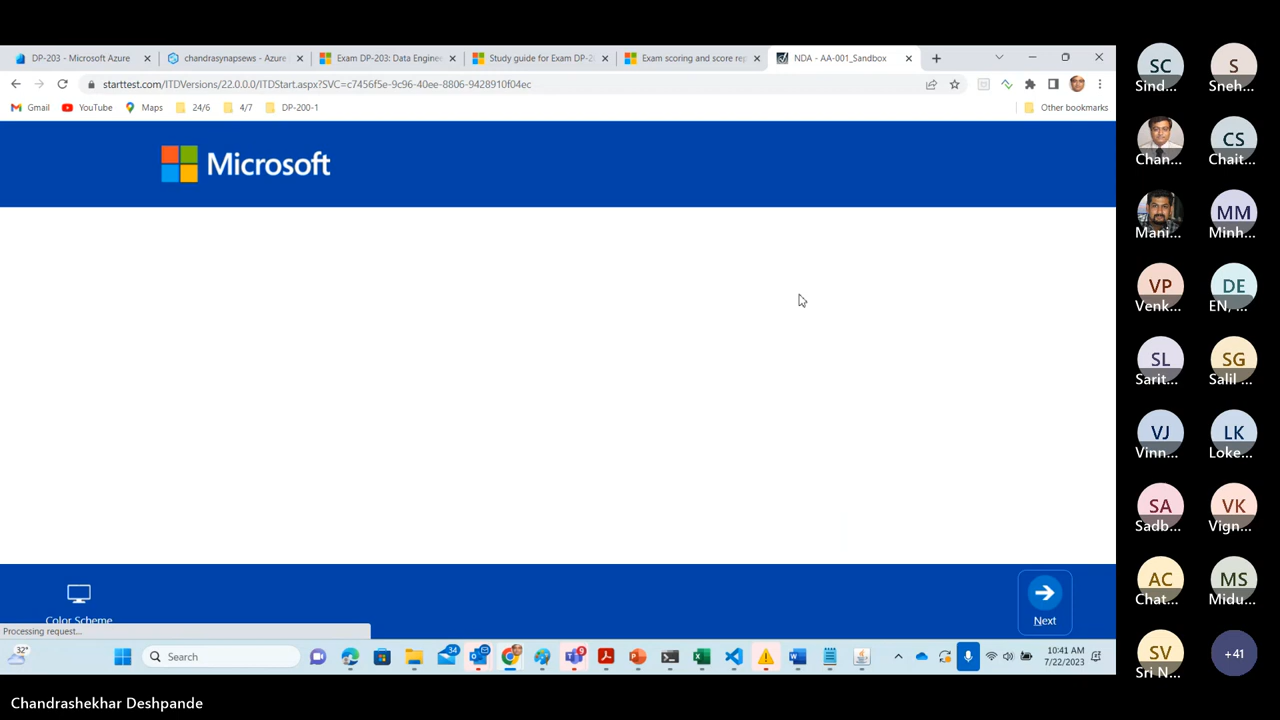 DP-203 - Microsoft Azure
chandrasynapsews - Azure
Exam DP-203: Data Enginee
Study guide for Exam DP-2
Exam scoring and score rep
NDA - AA-001_Sandbox
starttest.com/ITDVersions/22.0.0.0/ITDStart.aspx?SVC=c7456f5e-9c96-40ee-8806-9428910f04ec
Gmail
YouTube
Maps
24/6
4/7
DP-200-1
Other bookmarks
Microsoft
Color Scheme
Next
Processing request...
32°
Search
34
9
10:41 AM
7/22/2023
SC
Sind...
S
Sneh...
Chan...
CS
Chait...
Mani...
MM
Minh...
VP
Venk...
DE
EN, ...
SL
Sarit...
SG
Salil ...
VJ
Vinn...
LK
Loke...
SA
Sadb...
VK
Vign...
AC
Chat...
MS
Midu...
SV
Sri N...
+41
Chandrashekhar Deshpande